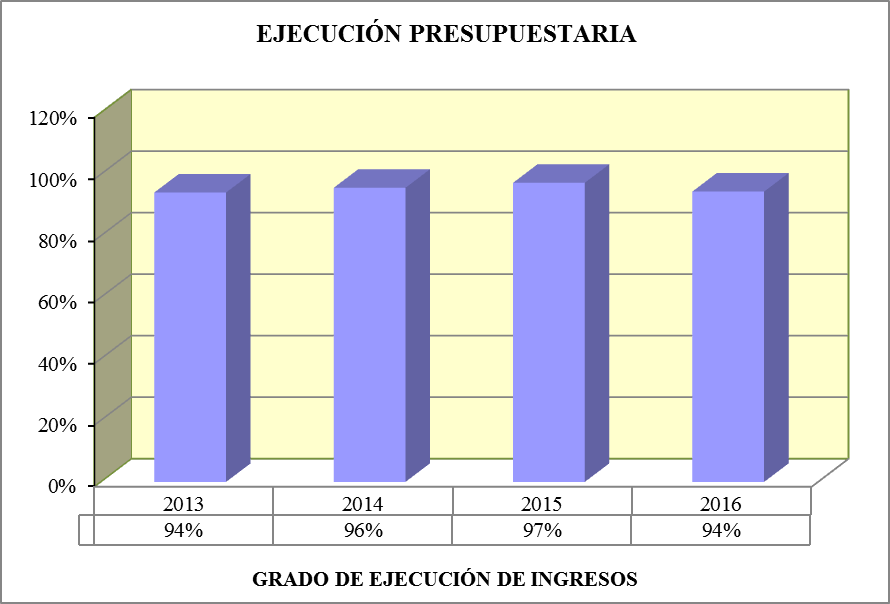 EJECUCIÓN PRESUPUESTARIA
120%
100%
80%
60%
40%
20%
0%
2013 2014 2015 2016
94% 96% 97% 94%
GRADO DE EJECUCIÓN DE INGRESOS